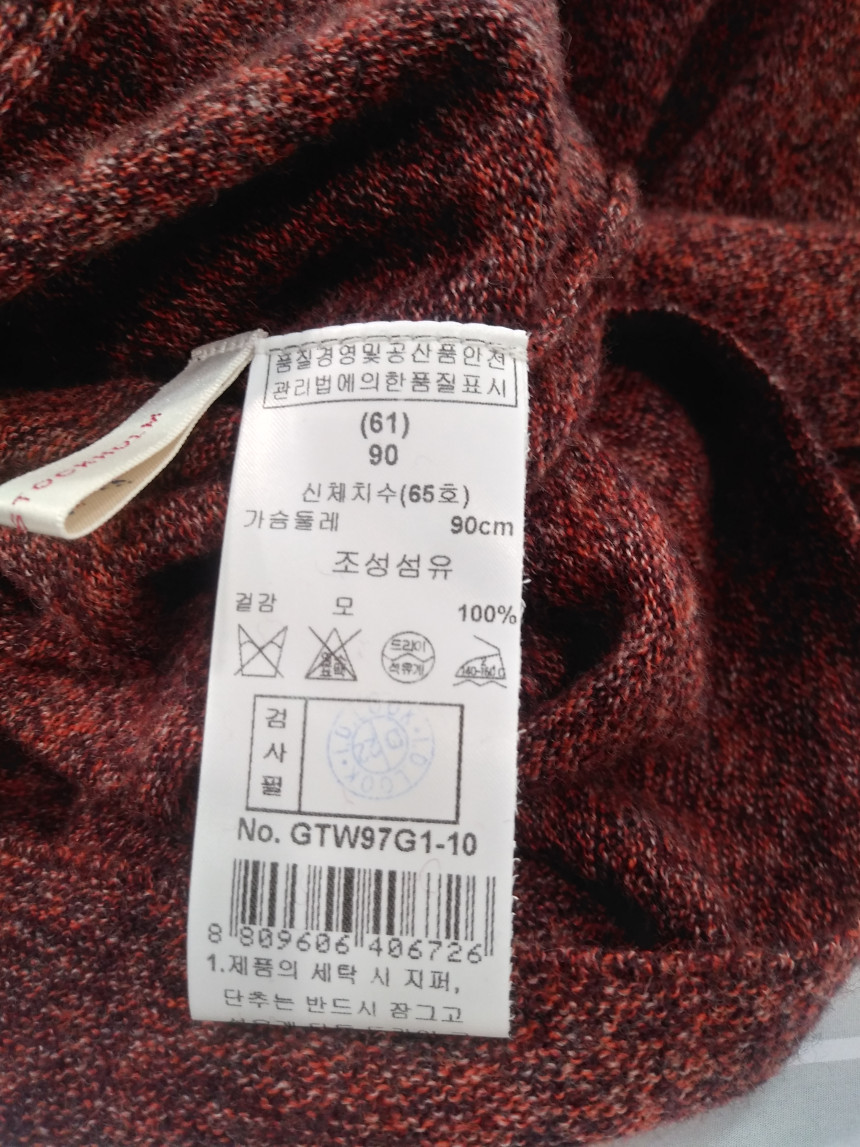 품질경영및공산품안전
관리법에의한품질표시
(61)
90
신체치수(65호)
가슴둘레 90cm
조성섬유
겉감 모 100%
드라이
석유계
140~160℃
검사필
LOOK
No. GTW97G1-10
8 809606 406726
1.제품의 세탁 시 지퍼,
단추는 반드시 잠그고